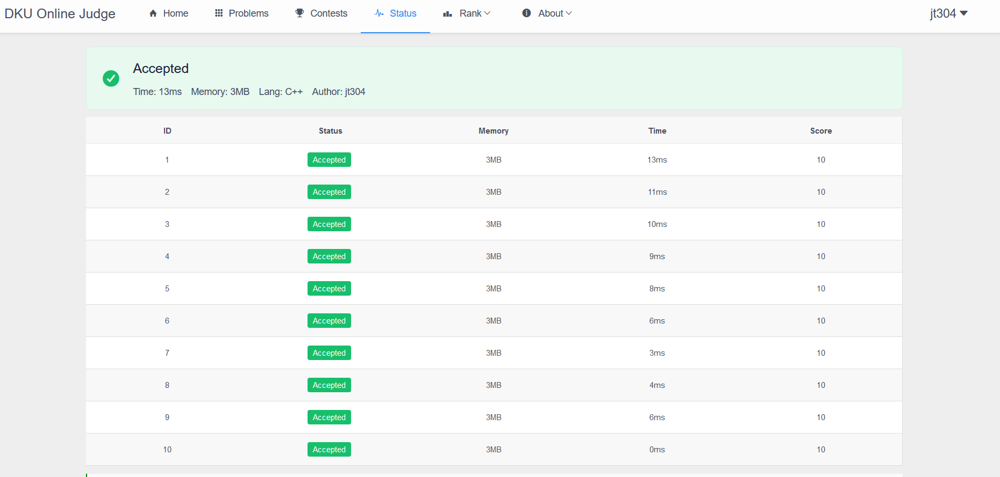 DKU Online Judge Home Problems Contests Status Rank About jt304
Accepted
Time: 13ms Memory: 3MB Lang: C++ Author: jt304
ID Status Memory Time Score
1 Accepted 3MB 13ms 10
2 Accepted 3MB 11ms 10
3 Accepted 3MB 10ms 10
4 Accepted 3MB 9ms 10
5 Accepted 3MB 8ms 10
6 Accepted 3MB 6ms 10
7 Accepted 3MB 3ms 10
8 Accepted 3MB 4ms 10
9 Accepted 3MB 6ms 10
10 Accepted 3MB 0ms 10